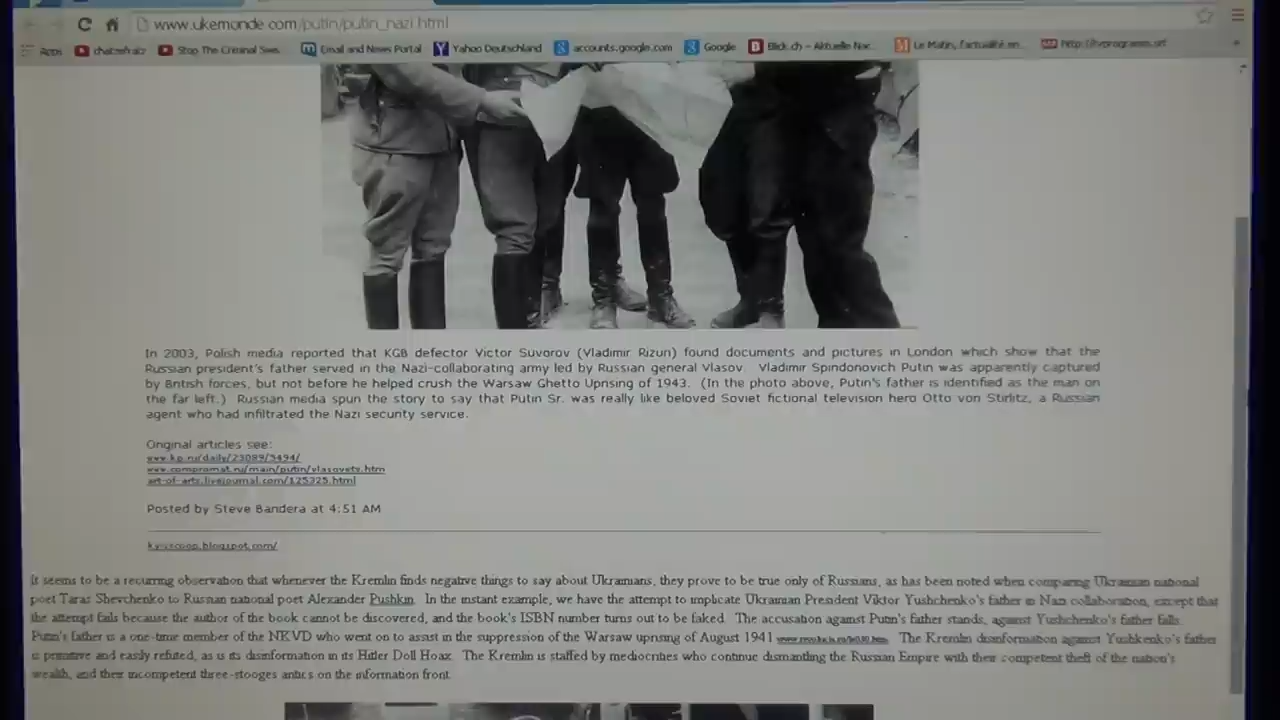 www.ukemonde.com/putin/putin_nazi.html
Apps Stop The Criminal Email and News Portal Yahoo Deutschland accounts.google.com Google Blick.ch – Aktuelle Nac... Le Matin, l'actualité en...
In 2003, Polish media reported that KGB defector Victor Suvorov (Vladimir Rizun) found documents and pictures in London which show that the
Russian president's father served in the Nazi-collaborating army led by Russian general Vlasov. Vladimir Spindonovich Putin was apparently captured
by British forces, but not before he helped crush the Warsaw Ghetto Uprising of 1943. (In the photo above, Putin's father is identified as the man on
the far left.) Russian media spun the story to say that Putin Sr. was really like beloved Soviet fictional television hero Otto von Stirlitz, a Russian
agent who had infiltrated the Nazi security service.
Original articles see:
www.kp.ru/daily/23089/5494/
www.compromat.ru/main/putin/vlasovets.htm
art-of-arts.livejournal.com/125325.html
Posted by Steve Bandera at 4:51 AM
kyivscoop.blogspot.com/
It seems to be a recurring observation that whenever the Kremlin finds negative things to say about Ukrainians, they prove to be true only of Russians, as has been noted when comparing Ukrainian national
poet Taras Shevchenko to Russian national poet Alexander Pushkin. In the instant example, we have the attempt to implicate Ukrainian President Viktor Yushchenko's father in Nazi collaboration, except that
the attempt fails because the author of the book cannot be discovered, and the book's ISBN number turns out to be faked. The accusation against Putin's father stands, against Yushchenko's father falls.
Putin's father is a one-time member of the NKVD who went on to assist in the suppression of the Warsaw uprising of August 1941 The Kremlin disinformation against Yushkenko's father
is primitive and easily refuted, as is its disinformation in its Hitler Doll Hoax. The Kremlin is staffed by mediocrities who continue dismantling the Russian Empire with their competent theft of the nation's
wealth, and their incompetent three-stooges antics on the information front.